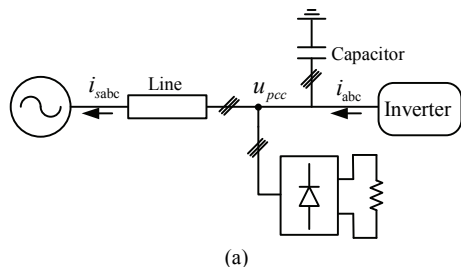 Capacitor
i_sabc
Line
u_pcc
i_abc
Inverter
(a)